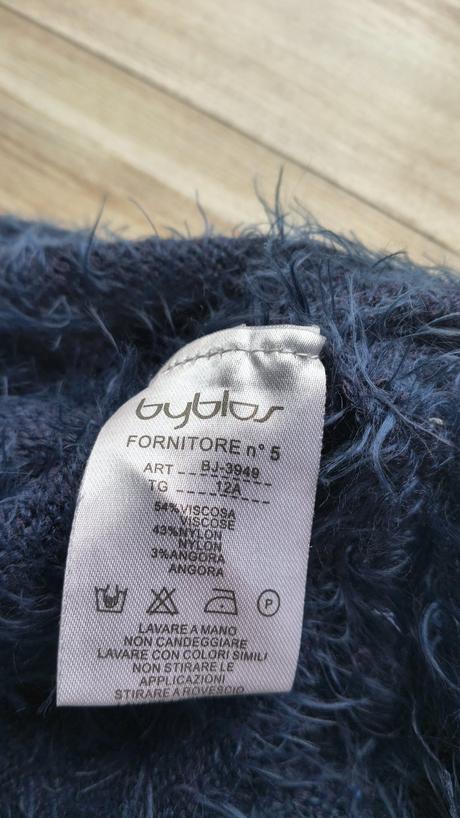 byblos
FORNITORE n° 5
ART BJ-3949
TG 12A
54%VISCOSA
VISCOSE
43%NYLON
NYLON
3%ANGORA
ANGORA
P
LAVARE A MANO
NON CANDEGGIARE
LAVARE CON COLORI SIMILI
NON STIRARE LE
APPLICAZIONI
STIRARE A ROVESCIO